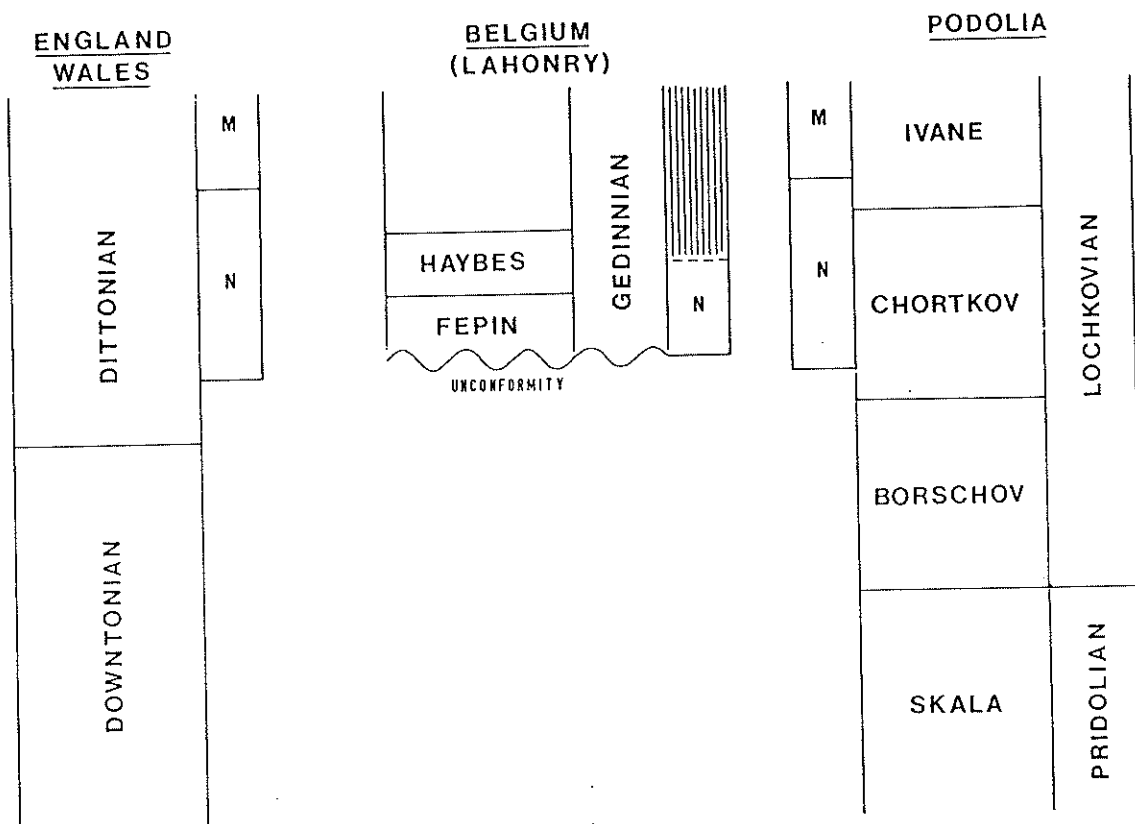 ENGLAND
WALES
M
N
DITTONIAN
DOWNTONIAN
BELGIUM
(LAHONRY)
HAYBES
FEPIN
UNCONFORMITY
GEDINNIAN
N
PODOLIA
M
N
IVANE
CHORTKOV
BORSCHOV
SKALA
LOCHKOVIAN
PRIDOLIAN